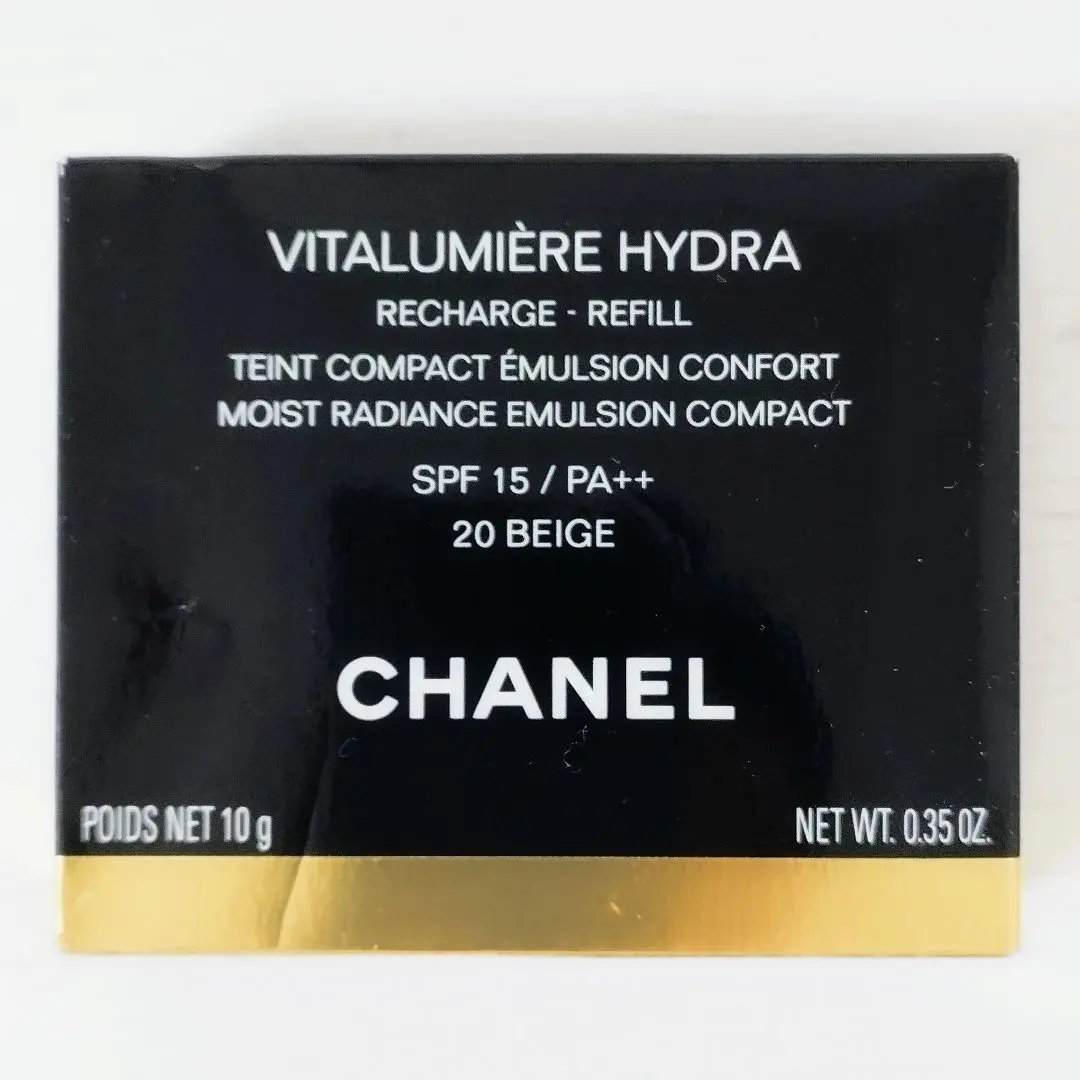 VITALUMIÈRE HYDRA
RECHARGE - REFILL
TEINT COMPACT ÉMULSION CONFORT
MOIST RADIANCE EMULSION COMPACT
SPF 15 / PA++
20 BEIGE
CHANEL
POIDS NET 10 g NET WT. 0.35 OZ.